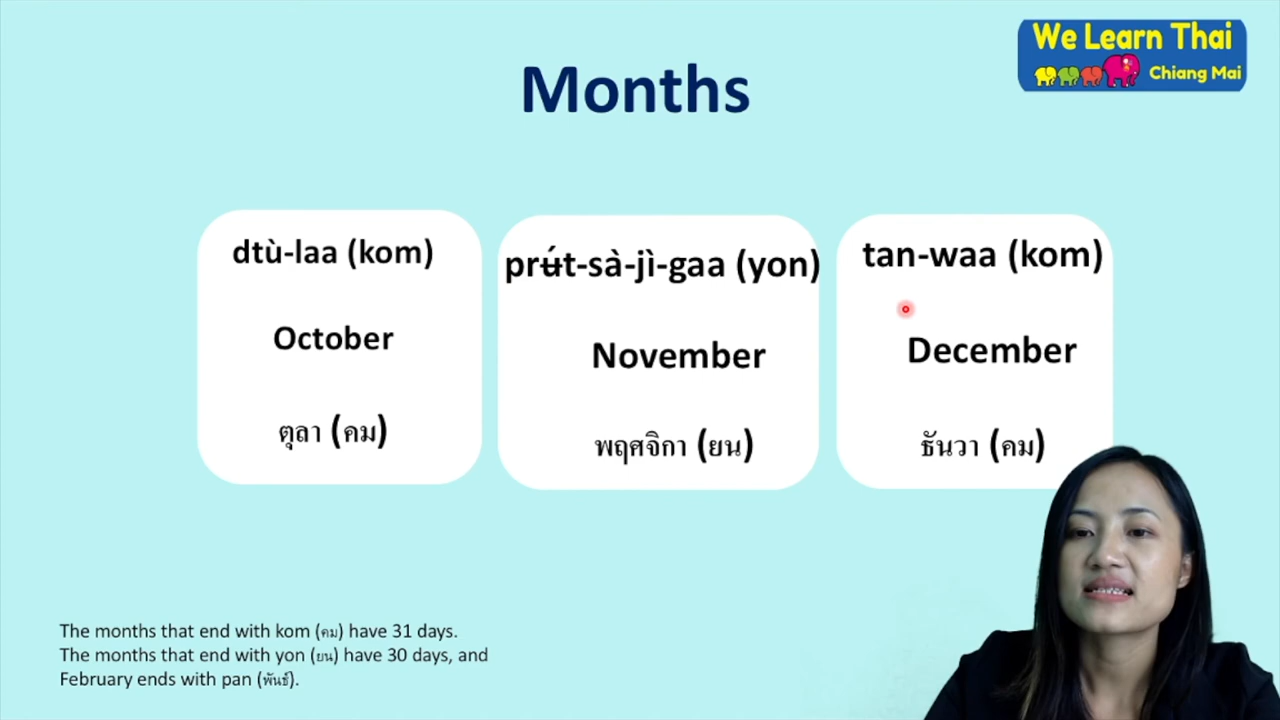 We Learn Thai
Chiang Mai
Months
dtù-laa (kom)
October
ตุลา (คม)
prʉ́t-sà-jì-gaa (yon)
November
พฤศจิกา (ยน)
tan-waa (kom)
December
ธันวา (คม)
The months that end with kom (คม) have 31 days.
The months that end with yon (ยน) have 30 days, and
February ends with pan (พันธ์).